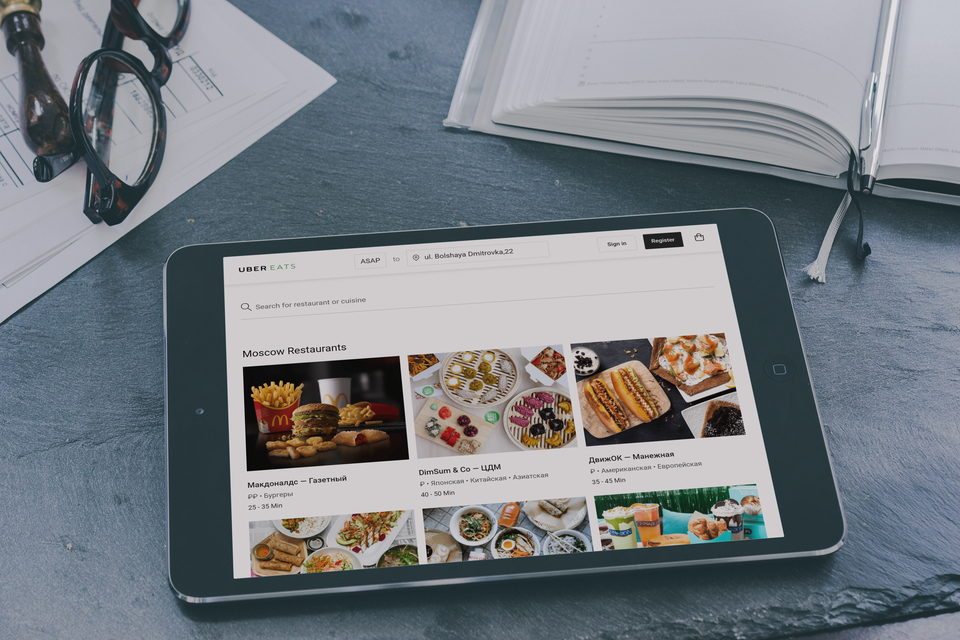 UBER EATS
ASAP to ul. Bolshaya Dmitrovka,22
Sign in
Register
Search for restaurant or cuisine
Moscow Restaurants
Макдоналдс — Газетный
₽₽ • Бургеры
25 - 35 Min
DimSum & Co — ЦДМ
₽ • Японская • Китайская • Азиатская
40 - 50 Min
ДвижОК — Манежная
₽ • Американская • Европейская
35 - 45 Min